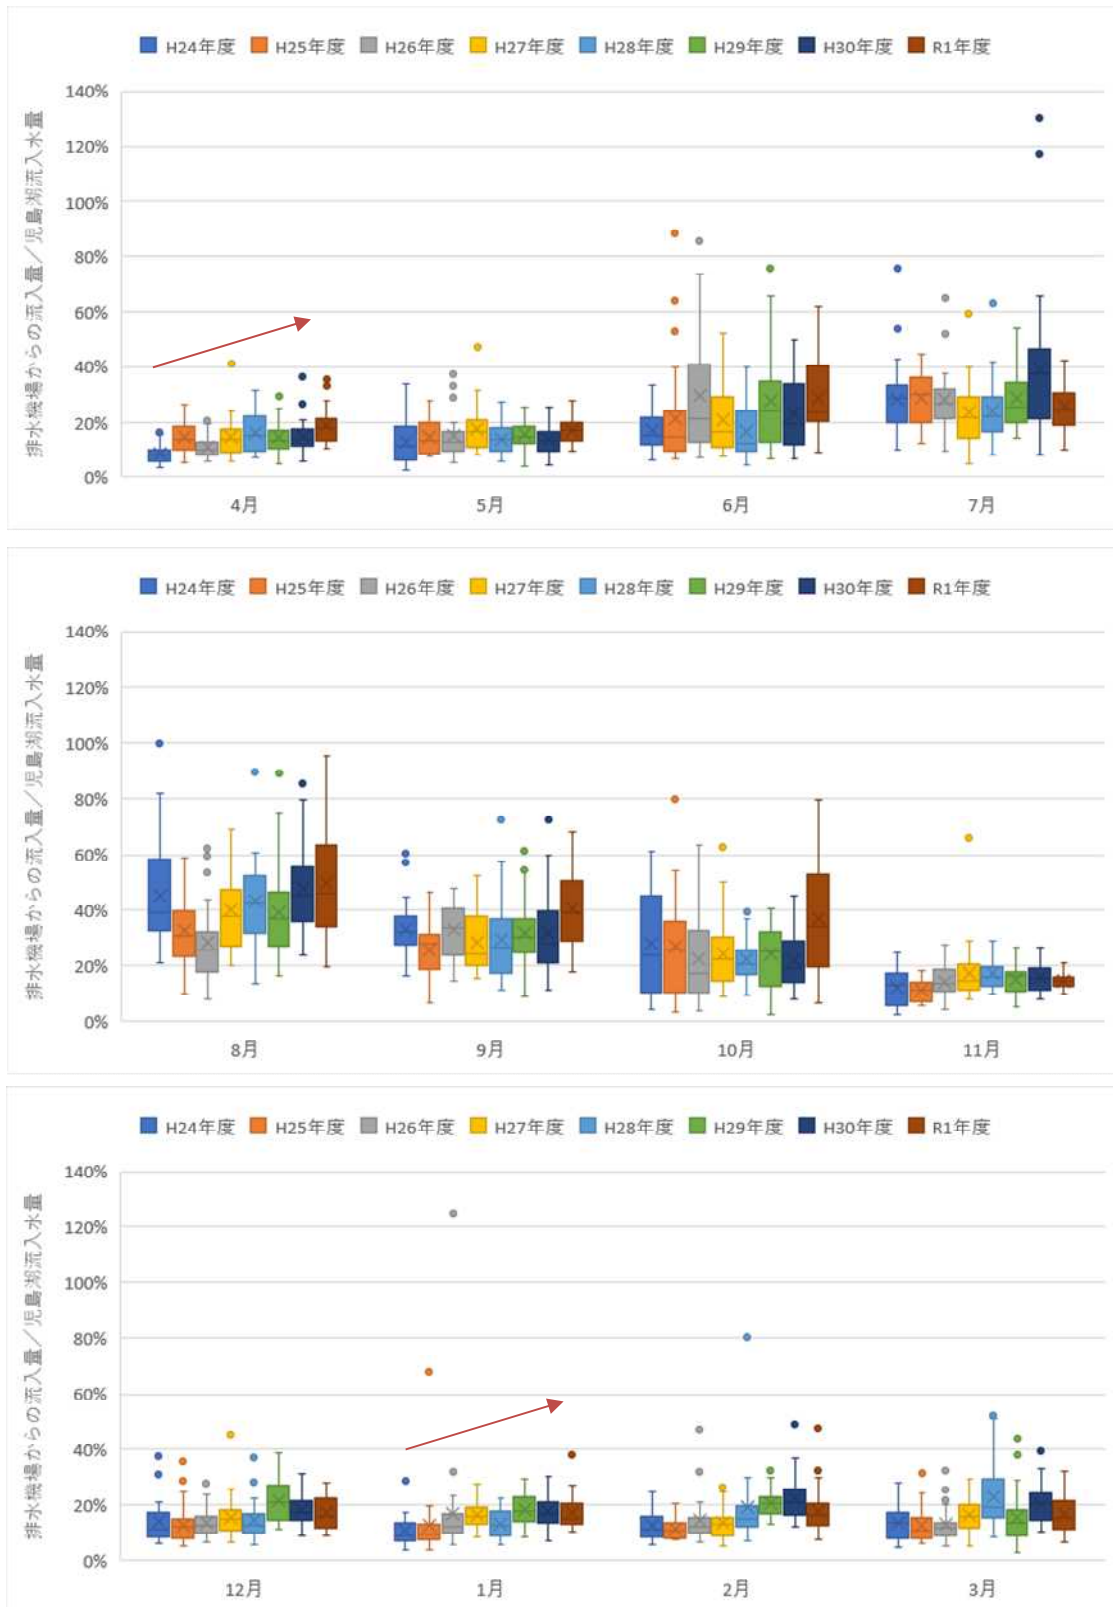 H24年度 H25年度 H26年度 H27年度 H28年度 H29年度 H30年度 R1年度
排水機場からの流入量／児島湖流入水量
140%
120%
100%
80%
60%
40%
20%
0%
4月 5月 6月 7月
H24年度 H25年度 H26年度 H27年度 H28年度 H29年度 H30年度 R1年度
排水機場からの流入量／児島湖流入水量
140%
120%
100%
80%
60%
40%
20%
0%
8月 9月 10月 11月
H24年度 H25年度 H26年度 H27年度 H28年度 H29年度 H30年度 R1年度
排水機場からの流入量／児島湖流入水量
140%
120%
100%
80%
60%
40%
20%
0%
12月 1月 2月 3月